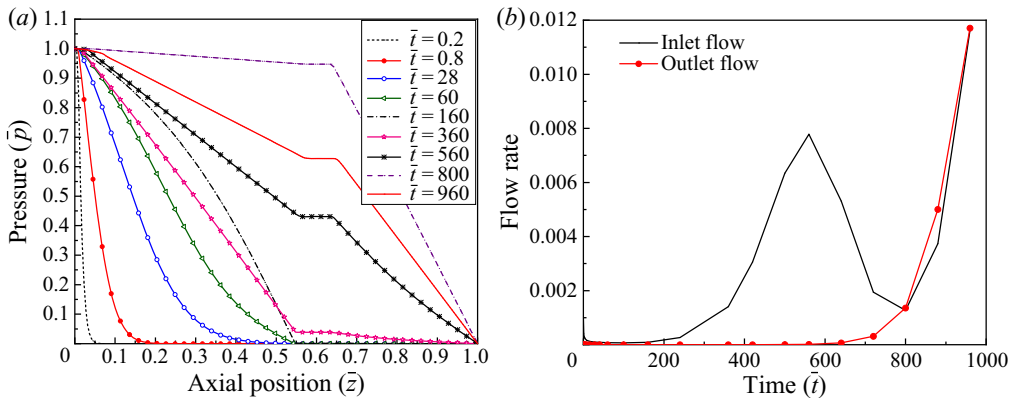 (a)
1.1
1.0
0.9
0.8
0.7
0.6
0.5
0.4
0.3
0.2
0.1
0
0.1 0.2 0.3 0.4 0.5 0.6 0.7 0.8 0.9 1.0
Pressure (p̄)
Axial position (z̄)
t̄ = 0.2
t̄ = 0.8
t̄ = 28
t̄ = 60
t̄ = 160
t̄ = 360
t̄ = 560
t̄ = 800
t̄ = 960
(b)
0.012
0.010
0.008
0.006
0.004
0.002
0 200 400 600 800 1000
Flow rate
Time (t̄)
Inlet flow
Outlet flow